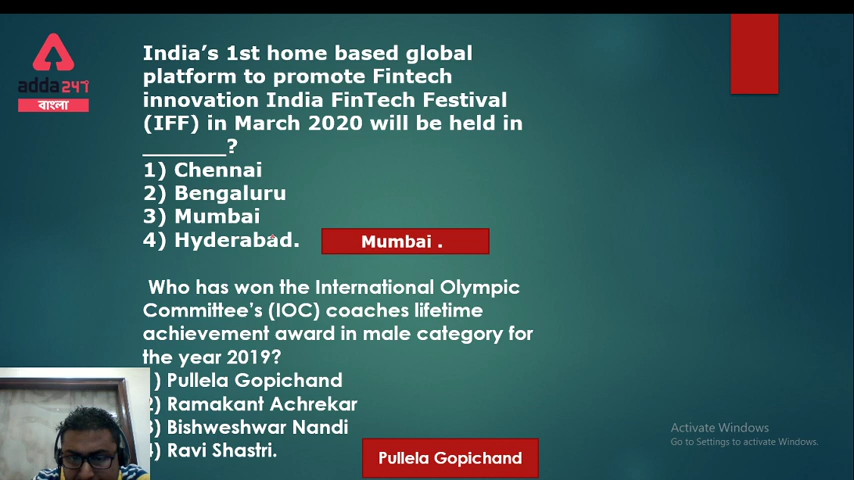 adda247
বাংলা
India's 1st home based global
platform to promote Fintech
innovation India FinTech Festival
(IFF) in March 2020 will be held in
________?
1) Chennai
2) Bengaluru
3) Mumbai
4) Hyderabad.
Mumbai .
Who has won the International Olympic
Committee's (IOC) coaches lifetime
achievement award in male category for
the year 2019?
) Pullela Gopichand
2) Ramakant Achrekar
3) Bishweshwar Nandi
4) Ravi Shastri.
Pullela Gopichand
Activate Windows
Go to Settings to activate Windows.